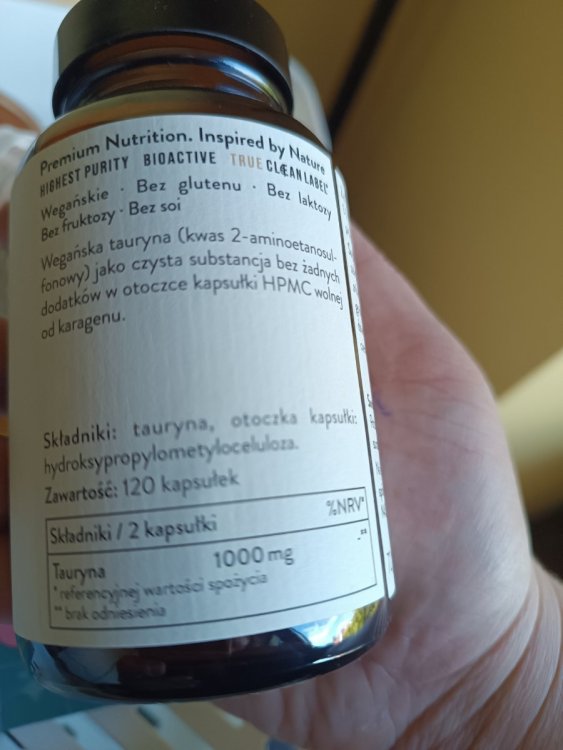 Premium Nutrition. Inspired by Nature
HIGHEST PURITY BIOACTIVE TRUE CLEAN LABEL
Wegańskie · Bez glutenu · Bez laktozy
Bez fruktozy · Bez soi
Wegańska tauryna (kwas 2-aminoetanosul-
fonowy) jako czysta substancja bez żadnych
dodatków w otoczce kapsułki HPMC wolnej
od karagenu.
Składniki: tauryna, otoczka kapsułki:
hydroksypropylometyloceluloza.
Zawartość: 120 kapsułek
Składniki / 2 kapsułki %NRV*
Tauryna 1000 mg -**
* referencyjnej wartości spożycia
** brak odniesienia